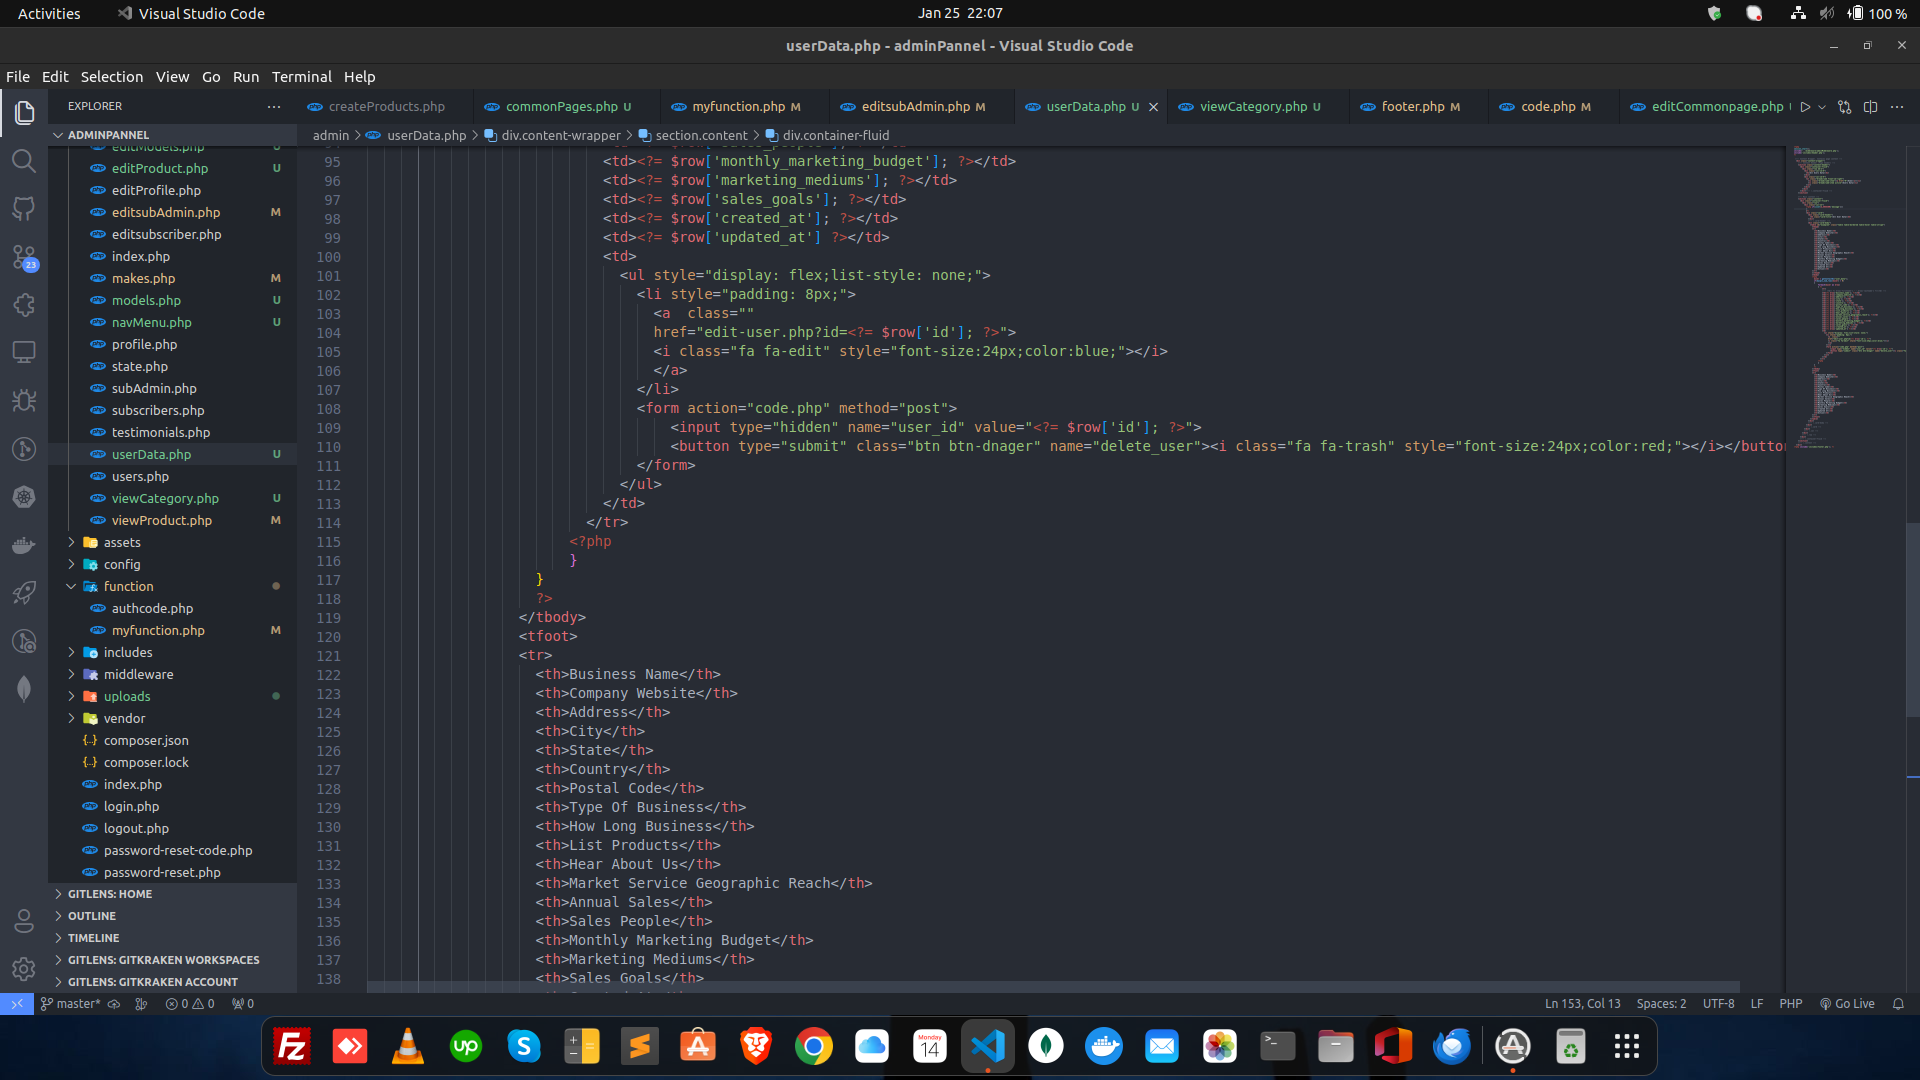 Activities
Visual Studio Code
Jan 25 22:07
100 %
userData.php - adminPannel - Visual Studio Code
File Edit Selection View Go Run Terminal Help
EXPLORER
createProducts.php
commonPages.php U
myfunction.php M
editsubAdmin.php M
userData.php U
viewCategory.php U
footer.php M
code.php M
editCommonpage.php
ADMINPANNEL
admin > userData.php > div.content-wrapper > section.content > div.container-fluid
editModels.php U
editProduct.php U
editProfile.php
editsubAdmin.php M
editsubscriber.php
index.php
makes.php M
models.php U
navMenu.php U
profile.php
state.php
subAdmin.php
subscribers.php
testimonials.php
userData.php U
users.php
viewCategory.php U
viewProduct.php M
assets
config
function
authcode.php
myfunction.php M
includes
middleware
uploads
vendor
composer.json
composer.lock
index.php
login.php
logout.php
password-reset-code.php
password-reset.php
GITLENS: HOME
OUTLINE
TIMELINE
GITLENS: GITKRAKEN WORKSPACES
GITLENS: GITKRAKEN ACCOUNT
23
95 <td><?= $row['monthly_marketing_budget']; ?></td>
96 <td><?= $row['marketing_mediums']; ?></td>
97 <td><?= $row['sales_goals']; ?></td>
98 <td><?= $row['created_at']; ?></td>
99 <td><?= $row['updated_at'] ?></td>
100 <td>
101 <ul style="display: flex;list-style: none;">
102 <li style="padding: 8px;">
103 <a  class=""
104 href="edit-user.php?id=<?= $row['id']; ?>">
105 <i class="fa fa-edit" style="font-size:24px;color:blue;"></i>
106 </a>
107 </li>
108 <form action="code.php" method="post">
109 <input type="hidden" name="user_id" value="<?= $row['id']; ?>">
110 <button type="submit" class="btn btn-dnager" name="delete_user"><i class="fa fa-trash" style="font-size:24px;color:red;"></i></button
111 </form>
112 </ul>
113 </td>
114 </tr>
115 <?php
116 }
117 }
118 ?>
119 </tbody>
120 <tfoot>
121 <tr>
122 <th>Business Name</th>
123 <th>Company Website</th>
124 <th>Address</th>
125 <th>City</th>
126 <th>State</th>
127 <th>Country</th>
128 <th>Postal Code</th>
129 <th>Type Of Business</th>
130 <th>How Long Business</th>
131 <th>List Products</th>
132 <th>Hear About Us</th>
133 <th>Market Service Geographic Reach</th>
134 <th>Annual Sales</th>
135 <th>Sales People</th>
136 <th>Monthly Marketing Budget</th>
137 <th>Marketing Mediums</th>
138 <th>Sales Goals</th>
master* 0 0 0
Ln 153, Col 13 Spaces: 2 UTF-8 LF PHP Go Live
Fz
up
S
Monday
14